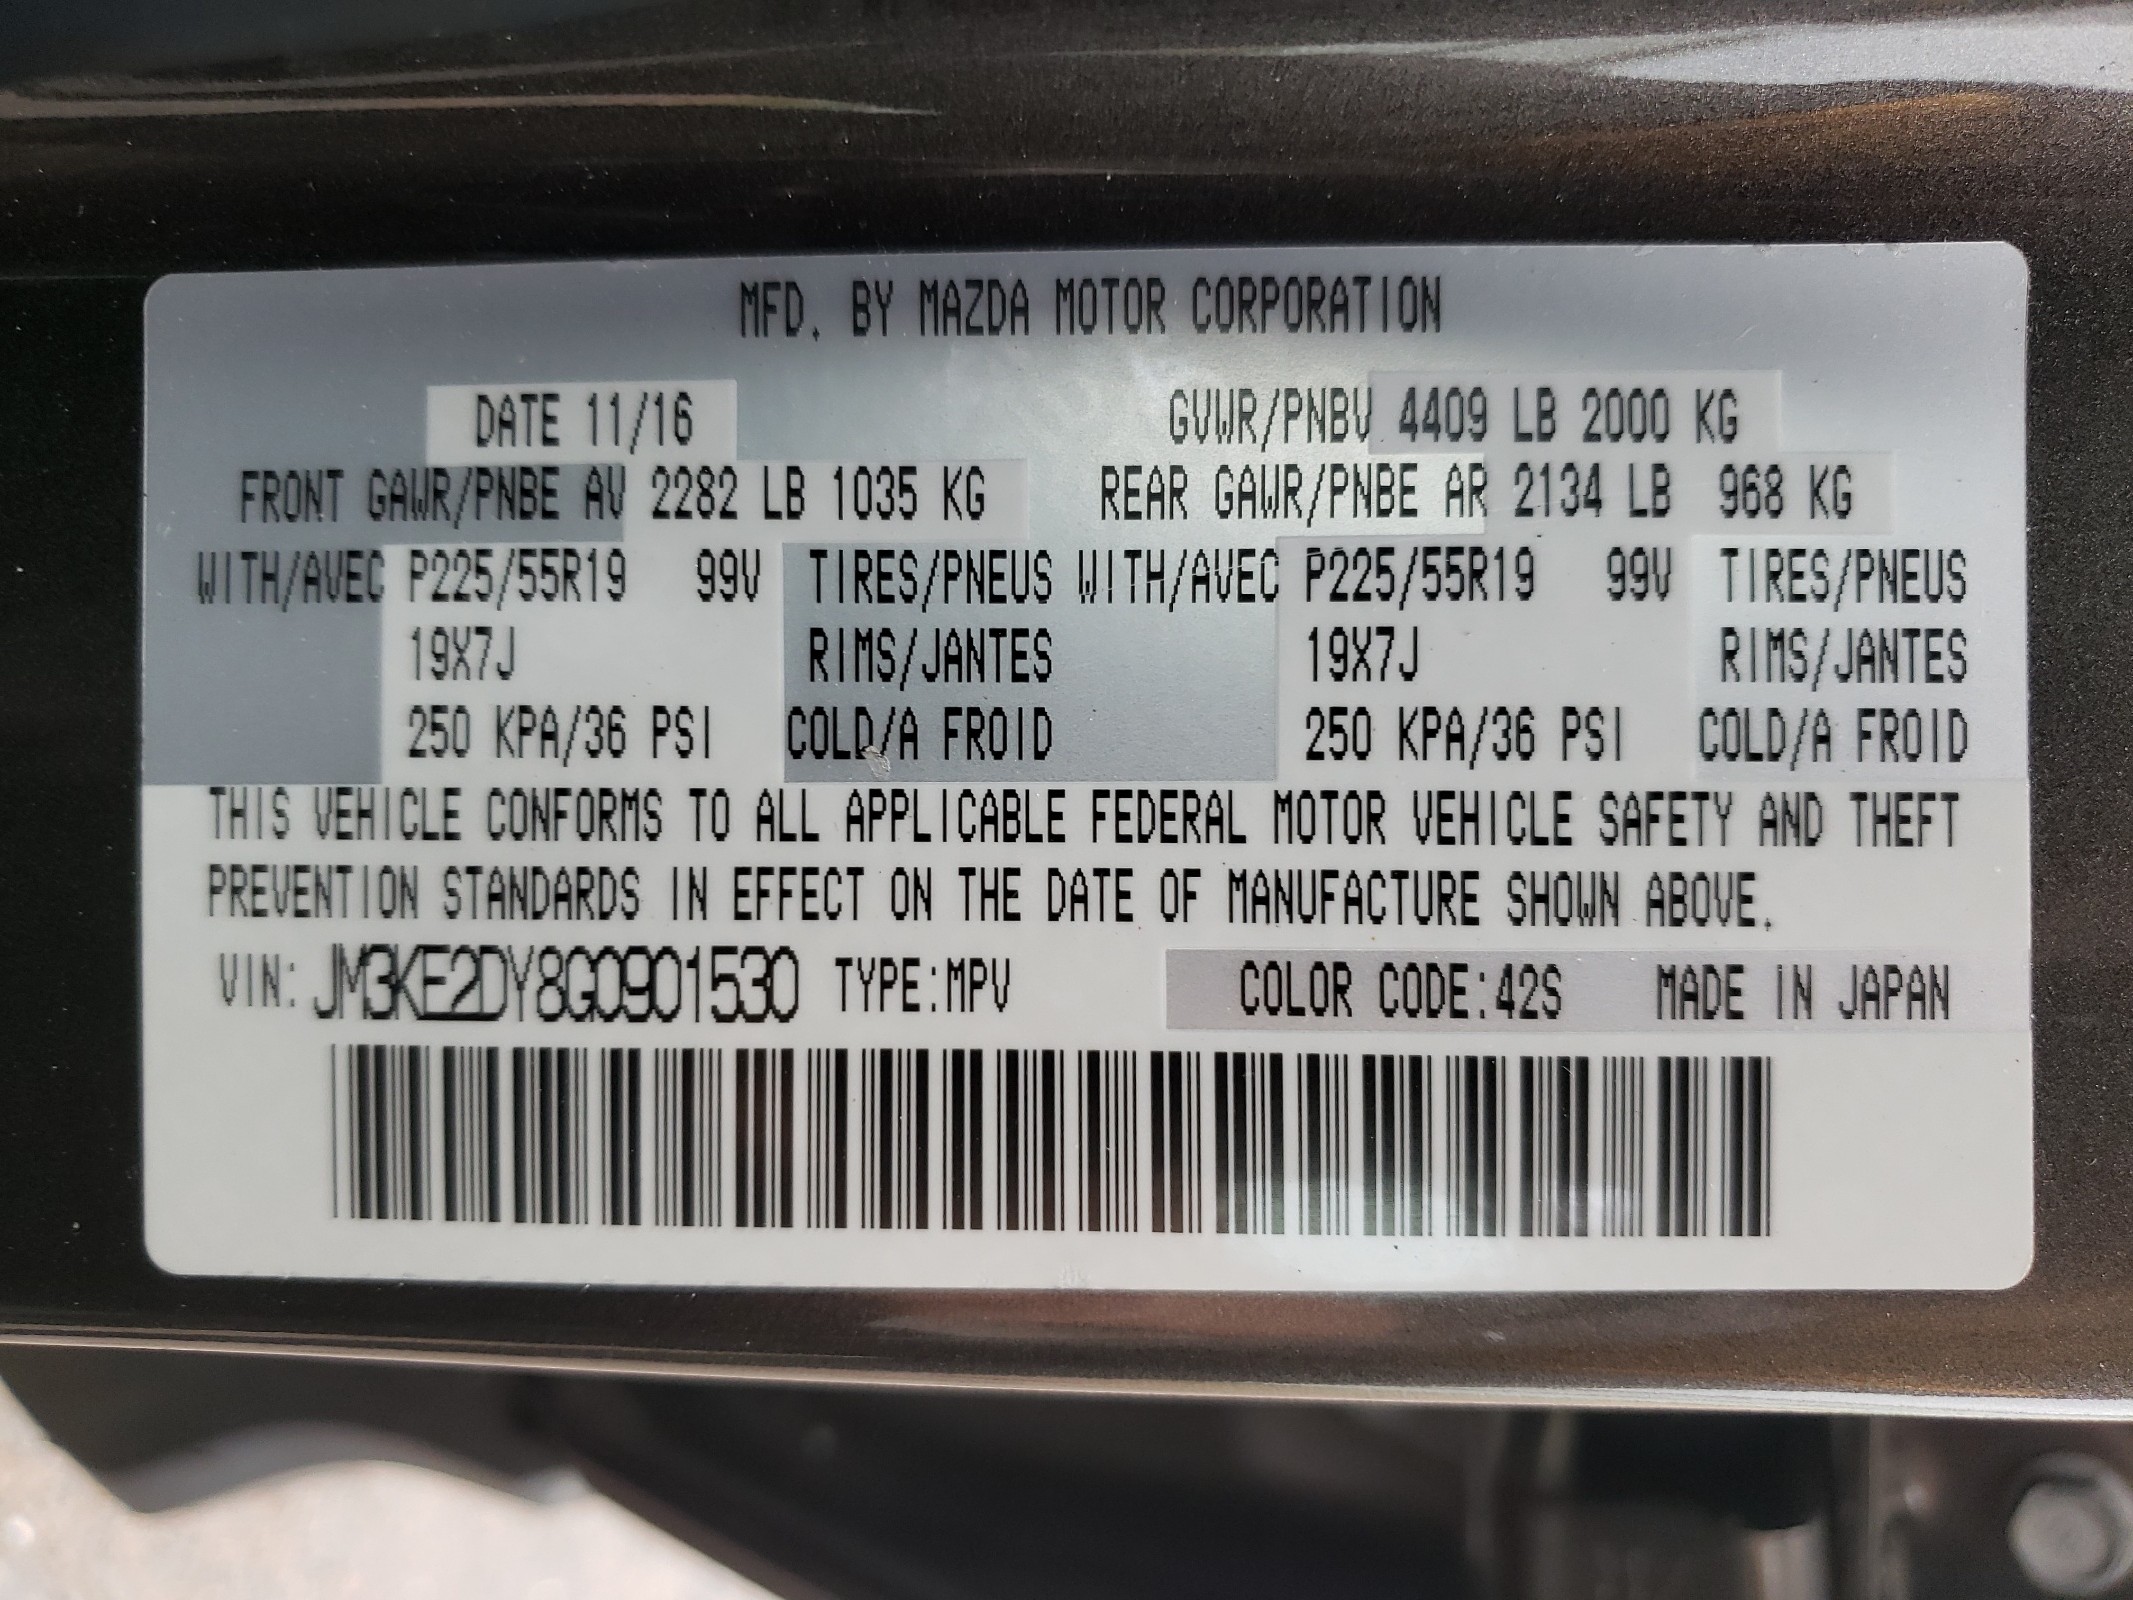 MFD. BY MAZDA MOTOR CORPORATION
DATE 11/16 GVWR/PNBV 4409 LB 2000 KG
FRONT GAWR/PNBE AV 2282 LB 1035 KG REAR GAWR/PNBE AR 2134 LB 968 KG
WITH/AVEC P225/55R19 99V TIRES/PNEUS WITH/AVEC P225/55R19 99V TIRES/PNEUS
19X7J RIMS/JANTES 19X7J RIMS/JANTES
250 KPA/36 PSI COLD/A FROID 250 KPA/36 PSI COLD/A FROID
THIS VEHICLE CONFORMS TO ALL APPLICABLE FEDERAL MOTOR VEHICLE SAFETY AND THEFT
PREVENTION STANDARDS IN EFFECT ON THE DATE OF MANUFACTURE SHOWN ABOVE.
VIN: JM3KE2DY8G0901530 TYPE:MPV COLOR CODE:42S MADE IN JAPAN